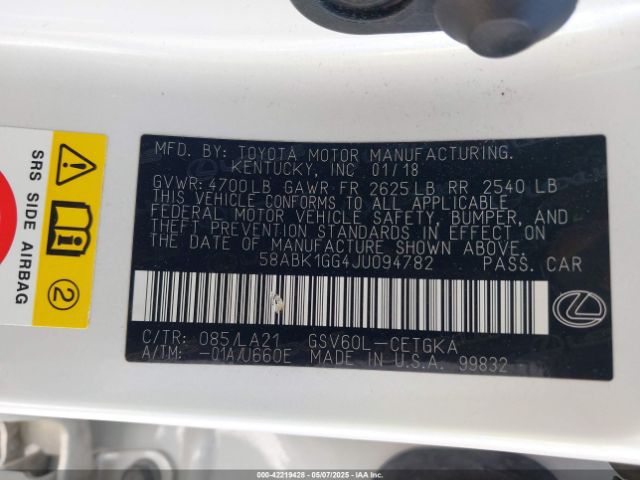 SRS SIDE AIRBAG
2
MFD. BY: TOYOTA MOTOR MANUFACTURING.
KENTUCKY, INC 01/18
GVWR: 4700LB GAWR FR 2625LB RR 2540 LB
THIS VEHICLE CONFORMS TO ALL APPLICABLE
FEDERAL MOTOR VEHICLE SAFETY, BUMPER, AND
THEFT PREVENTION STANDARDS IN EFFECT ON
THE DATE OF MANUFACTURE SHOWN ABOVE.
58ABK1GG4JU094782 PASS. CAR
C/TR: 085/LA21 GSV60L-CETGKA
A/TM: -01A/U660E MADE IN U.S.A. 99832
000-42219428 - 05/07/2025 - IAAI.COM